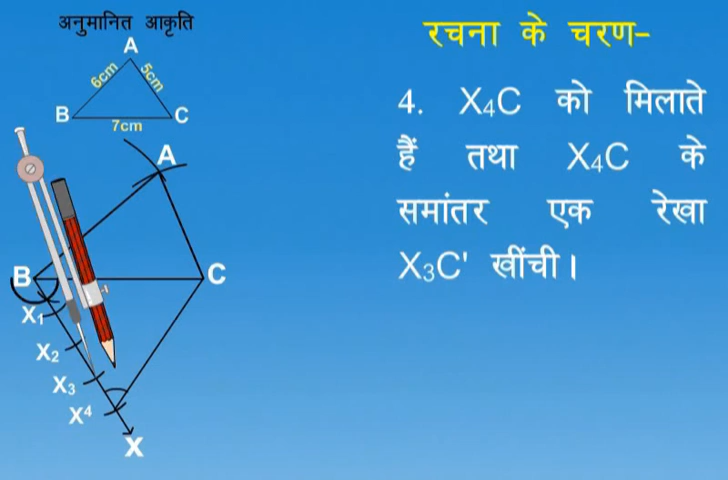 अनुमानित आकृति
A
6cm 5cm
B C
7cm
A
B C
X₁
X₂
X₃
X⁴
X
रचना के चरण-
4. X₄C को मिलाते
हैं तथा X₄C के
समांतर एक रेखा
X₃C' खींची।